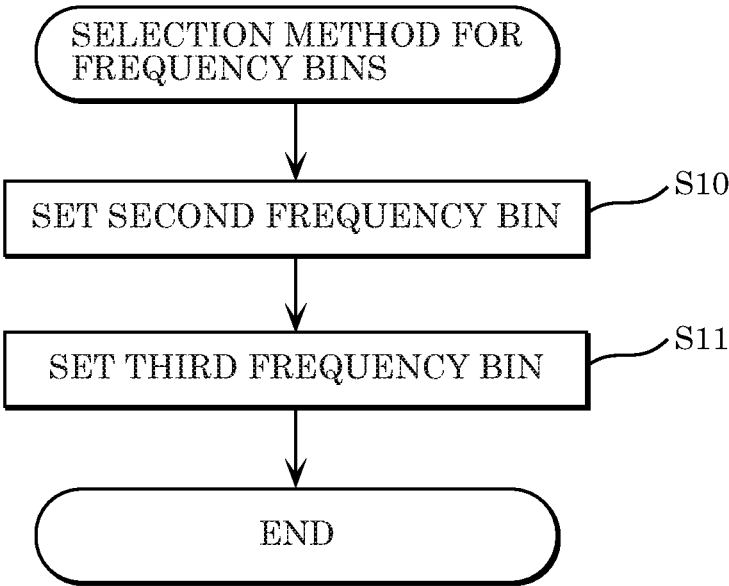 SELECTION METHOD FOR
FREQUENCY BINS
SET SECOND FREQUENCY BIN
S10
SET THIRD FREQUENCY BIN
S11
END